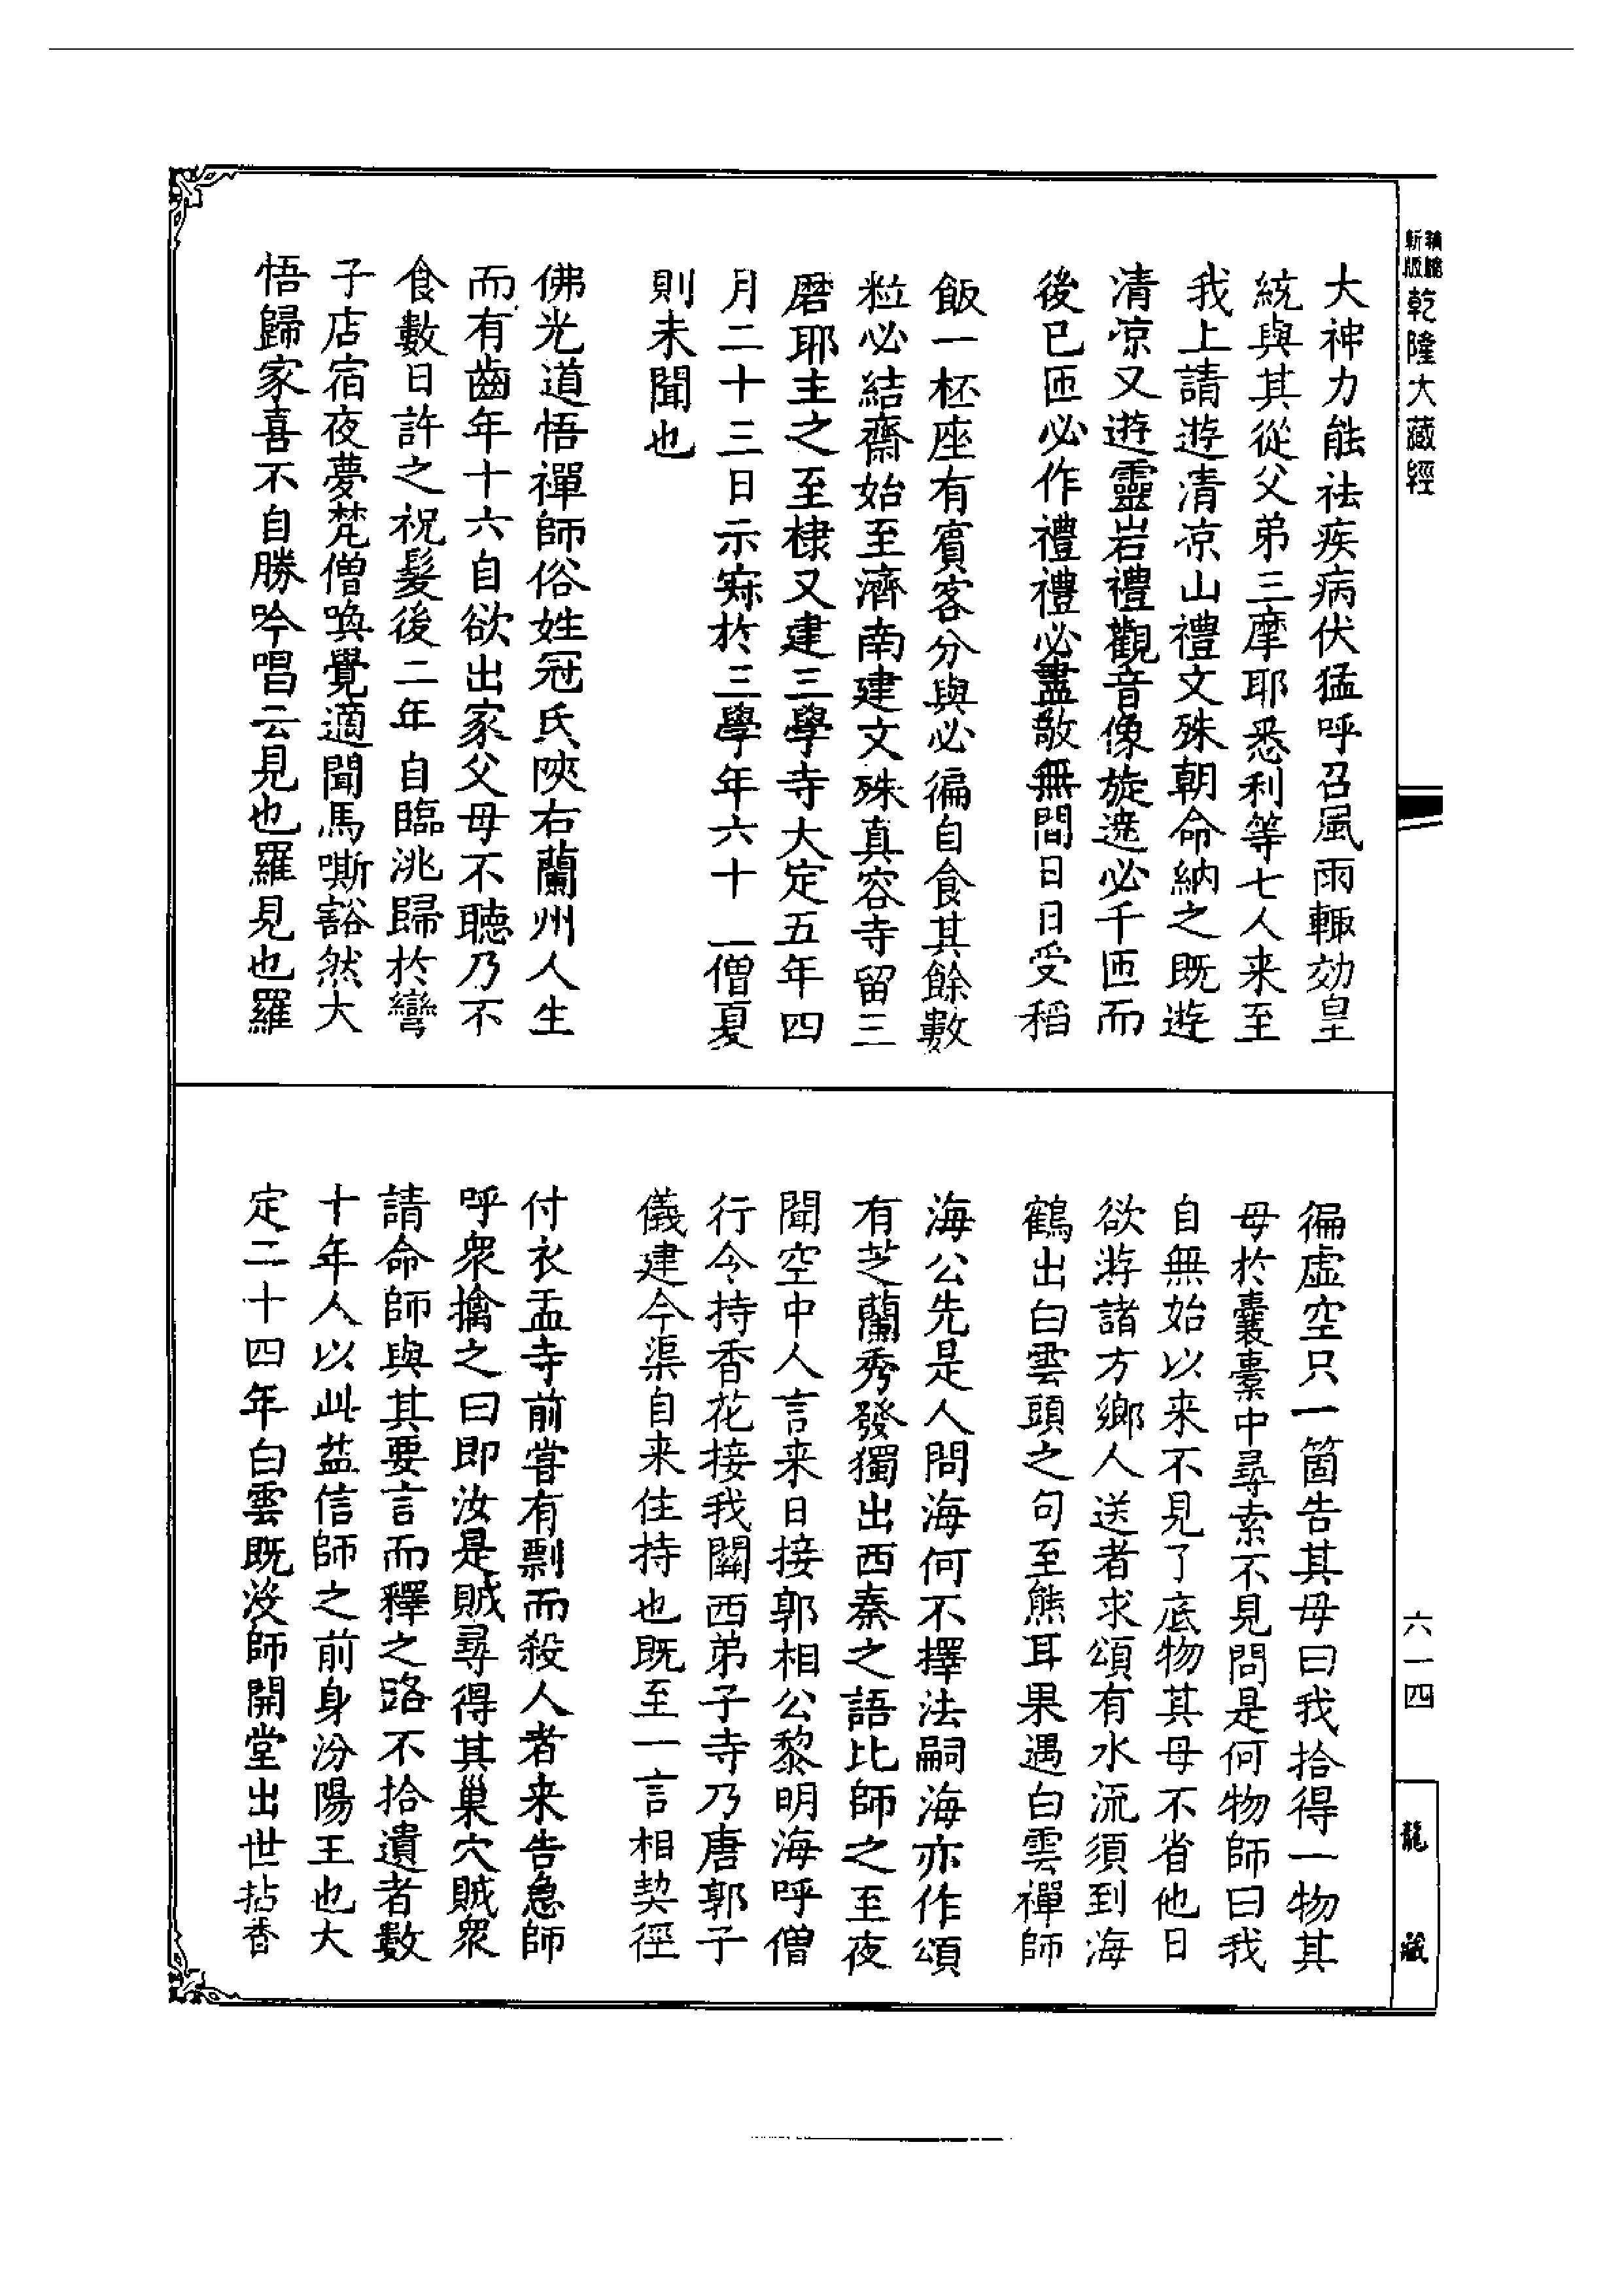 新版
精縮
乾隆大藏經
大神力能祛疾病伏猛呼召風雨輙効皇
統與其從父弟三摩耶悉利等七人来至
我上請遊清凉山禮文殊朝命納之既遊
清凉又遊靈岩禮觀音像旋遶必千匝而
後已匝必作禮禮必盡敬無間日日受稻
飯一杯座有賓客分與必徧自食其餘數
粒必結齋始至濟南建文殊真容寺留三
磨耶主之至棣又建三學寺大定五年四
月二十三日示寂於三學年六十一僧夏
則未聞也
佛光道悟禪師俗姓冦氏陝右蘭州人生
而有齒年十六自欲出家父母不聽乃不
食數日許之祝髮後二年自臨洮歸於彎
子店宿夜夢梵僧喚覺適聞馬嘶豁然大
悟歸家喜不自勝吟唱云見也羅見也羅
徧虛空只一箇告其母曰我拾得一物其
母於囊橐中尋索不見問是何物師曰我
自無始以来不見了底物其母不省他日
欲游諸方鄉人送者求頌有水流須到海
鶴出白雲頭之句至熊耳果遇白雲禪師
海公先是人問海何不擇法嗣海亦作頌
有芝蘭秀發獨出西秦之語比師之至夜
聞空中人言来日接郭相公黎明海呼僧
行令持香花接我關西弟子寺乃唐郭子
儀建今渠自来住持也既至一言相契徑
付衣盂寺前嘗有剽而殺人者来告急師
呼衆擒之曰即汝是賊尋得其巢穴賊衆
請命師與其要言而釋之路不拾遺者數
十年人以此益信師之前身汾陽王也大
定二十四年白雲既没師開堂出世拈香
六一四
龍藏